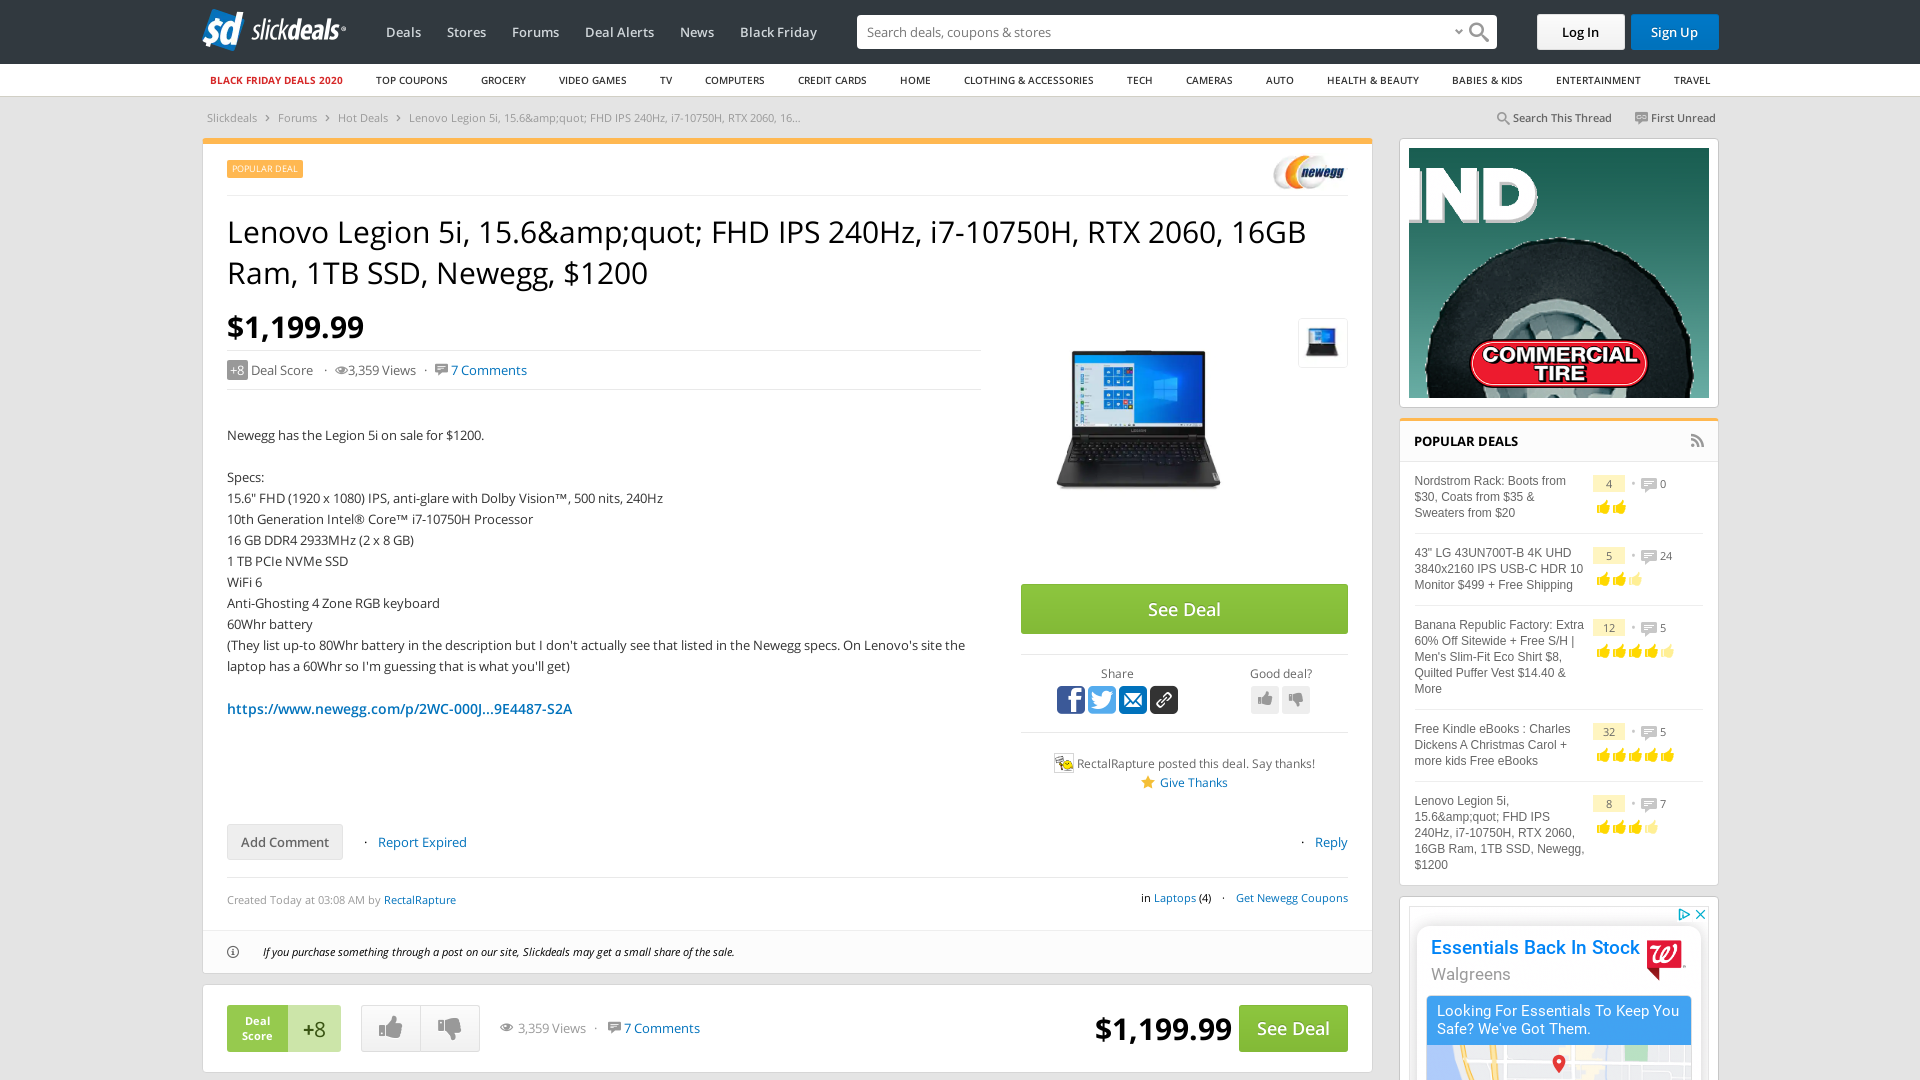 slickdeals
Deals
Stores
Forums
Deal Alerts
News
Black Friday
Search deals, coupons & stores
Log In
Sign Up
BLACK FRIDAY DEALS 2020
TOP COUPONS
GROCERY
VIDEO GAMES
TV
COMPUTERS
CREDIT CARDS
HOME
CLOTHING & ACCESSORIES
TECH
CAMERAS
AUTO
HEALTH & BEAUTY
BABIES & KIDS
ENTERTAINMENT
TRAVEL
Slickdeals › Forums › Hot Deals › Lenovo Legion 5i, 15.6&amp;quot; FHD IPS 240Hz, i7-10750H, RTX 2060, 16...
Search This Thread
First Unread
POPULAR DEAL
newegg
Lenovo Legion 5i, 15.6&amp;quot; FHD IPS 240Hz, i7-10750H, RTX 2060, 16GB
Ram, 1TB SSD, Newegg, $1200
$1,199.99
+8 Deal Score · 3,359 Views · 7 Comments
Newegg has the Legion 5i on sale for $1200.
Specs:
15.6" FHD (1920 x 1080) IPS, anti-glare with Dolby Vision™, 500 nits, 240Hz
10th Generation Intel® Core™ i7-10750H Processor
16 GB DDR4 2933MHz (2 x 8 GB)
1 TB PCIe NVMe SSD
WiFi 6
Anti-Ghosting 4 Zone RGB keyboard
60Whr battery
(They list up-to 80Whr battery in the description but I don't actually see that listed in the Newegg specs. On Lenovo's site the
laptop has a 60Whr so I'm guessing that is what you'll get)
https://www.newegg.com/p/2WC-000J...9E4487-S2A
See Deal
Share
Good deal?
RectalRapture posted this deal. Say thanks!
Give Thanks
Add Comment
· Report Expired
· Reply
Created Today at 03:08 AM by RectalRapture
in Laptops (4) · Get Newegg Coupons
If you purchase something through a post on our site, Slickdeals may get a small share of the sale.
Deal
Score
+8
3,359 Views · 7 Comments
$1,199.99
See Deal
IND
COMMERCIAL
TIRE
POPULAR DEALS
Nordstrom Rack: Boots from
$30, Coats from $35 &
Sweaters from $20
4 • 0
43" LG 43UN700T-B 4K UHD
3840x2160 IPS USB-C HDR 10
Monitor $499 + Free Shipping
5 • 24
Banana Republic Factory: Extra
60% Off Sitewide + Free S/H |
Men's Slim-Fit Eco Shirt $8,
Quilted Puffer Vest $14.40 &
More
12 • 5
Free Kindle eBooks : Charles
Dickens A Christmas Carol +
more kids Free eBooks
32 • 5
Lenovo Legion 5i,
15.6&amp;quot; FHD IPS
240Hz, i7-10750H, RTX 2060,
16GB Ram, 1TB SSD, Newegg,
$1200
8 • 7
Essentials Back In Stock
Walgreens
Looking For Essentials To Keep You
Safe? We've Got Them.